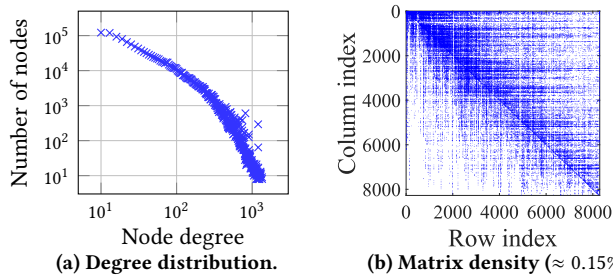 10^5
10^4
10^3
10^2
10^1
Number of nodes
10^1 10^2 10^3
Node degree
(a) Degree distribution.
0
2000
4000
6000
8000
Column index
0 2000 4000 6000 8000
Row index
(b) Matrix density (≈ 0.15%